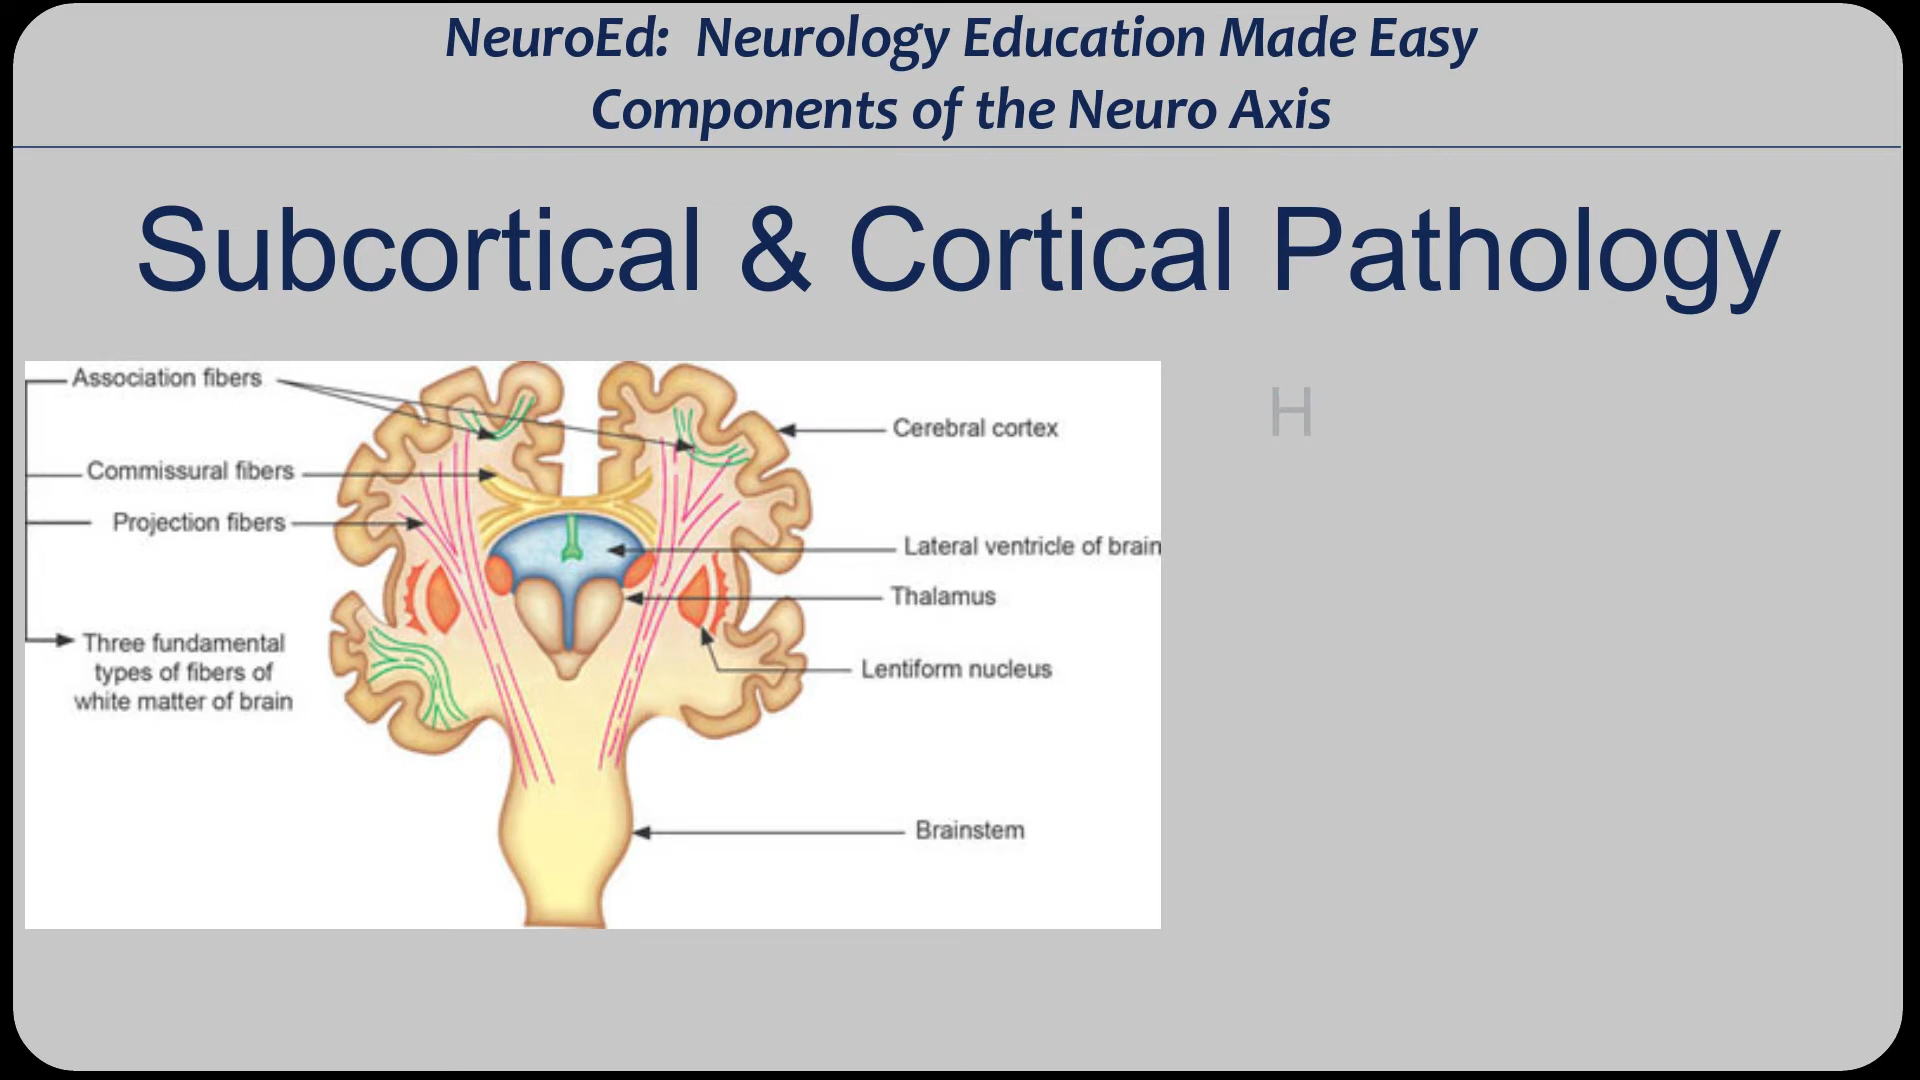 NeuroEd: Neurology Education Made Easy
Components of the Neuro Axis
Subcortical & Cortical Pathology
Association fibers
Commissural fibers
Projection fibers
Three fundamental
types of fibers of
white matter of brain
Cerebral cortex
Lateral ventricle of brain
Thalamus
Lentiform nucleus
Brainstem
H